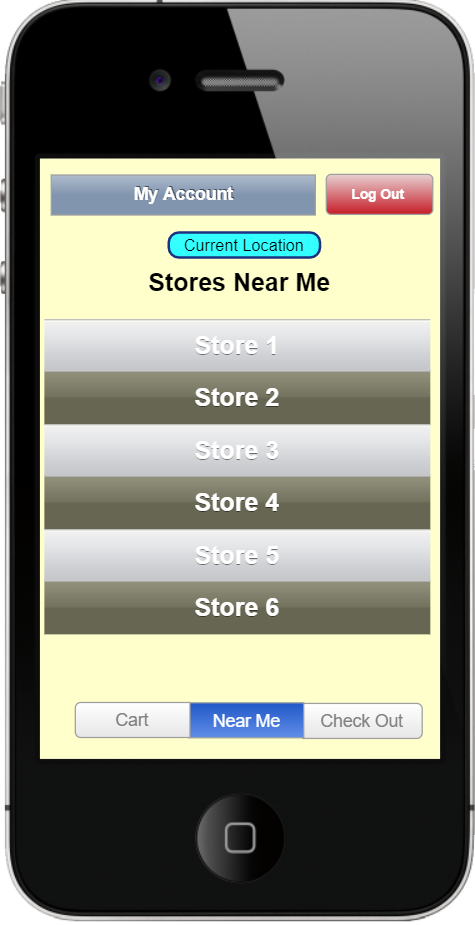 My Account
Log Out
Current Location
Stores Near Me
Store 1
Store 2
Store 3
Store 4
Store 5
Store 6
Cart
Near Me
Check Out